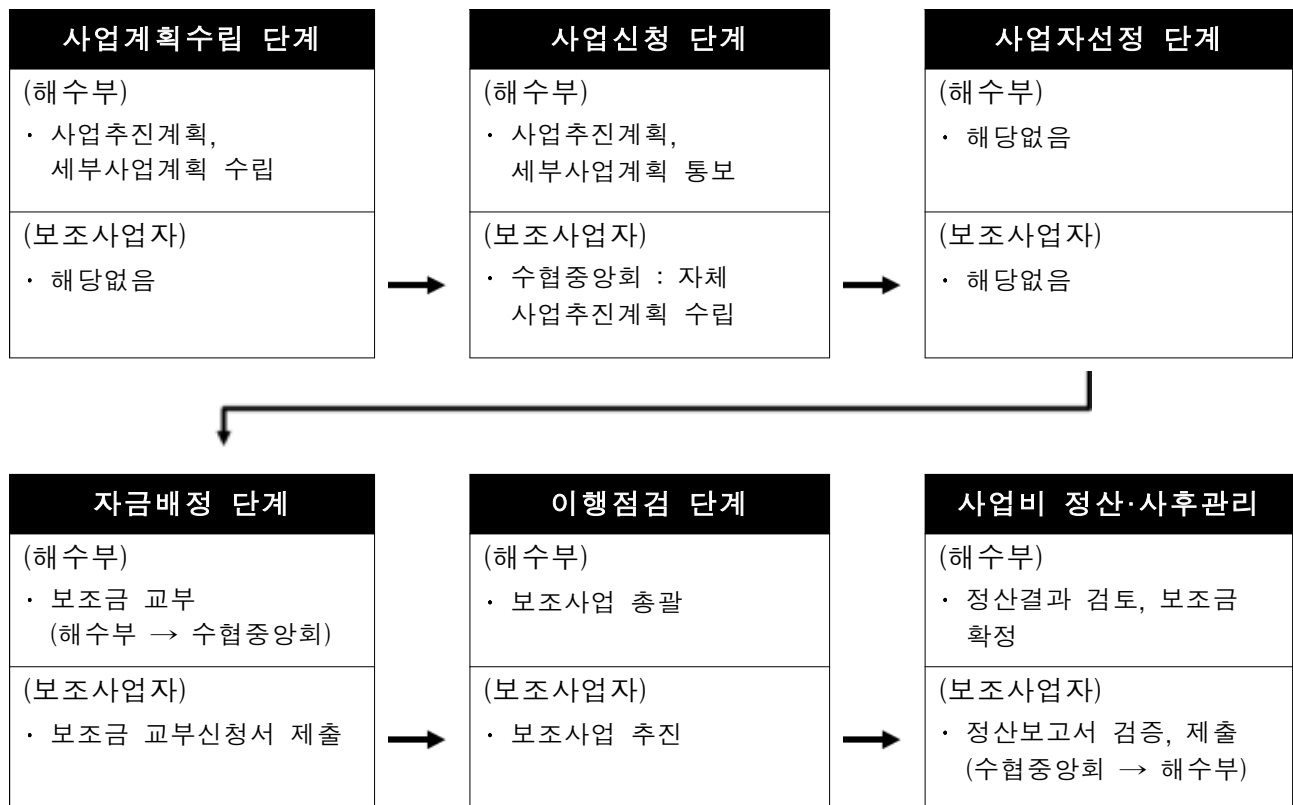 사업계획수립 단계
(해수부)
· 사업추진계획,
세부사업계획 수립
(보조사업자)
· 해당없음
사업신청 단계
(해수부)
· 사업추진계획,
세부사업계획 통보
(보조사업자)
· 수협중앙회 : 자체
사업추진계획 수립
사업자선정 단계
(해수부)
· 해당없음
(보조사업자)
· 해당없음
자금배정 단계
(해수부)
· 보조금 교부
(해수부 → 수협중앙회)
(보조사업자)
· 보조금 교부신청서 제출
이행점검 단계
(해수부)
· 보조사업 총괄
(보조사업자)
· 보조사업 추진
사업비 정산·사후관리
(해수부)
· 정산결과 검토, 보조금
확정
(보조사업자)
· 정산보고서 검증, 제출
(수협중앙회 → 해수부)